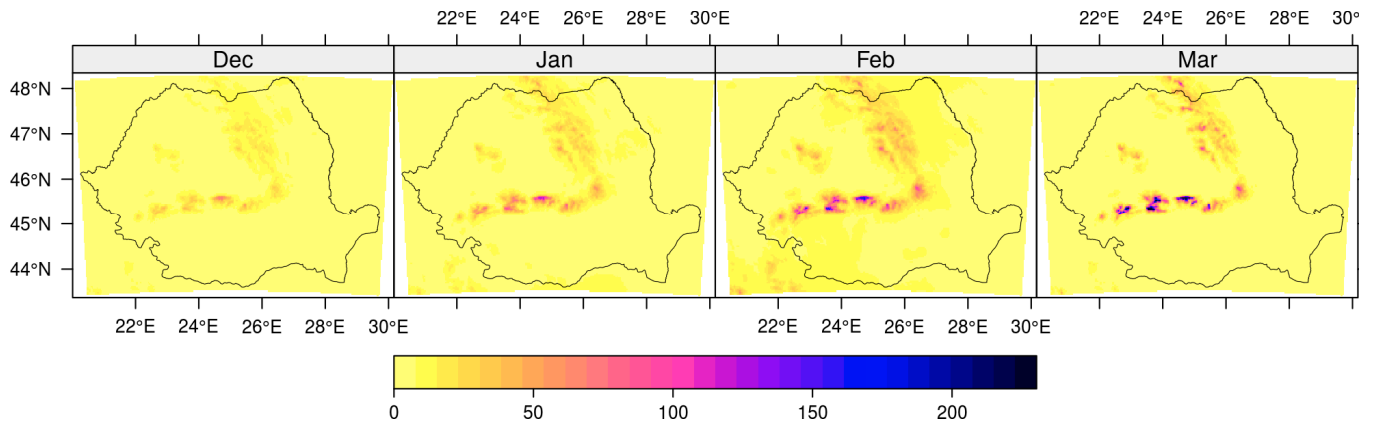 22°E 24°E 26°E 28°E 30°E 22°E 24°E 26°E 28°E 30°
Dec Jan Feb Mar
48°N
47°N
46°N
45°N
44°N
22°E 24°E 26°E 28°E 30°E 22°E 24°E 26°E 28°E 30°E
0 50 100 150 200